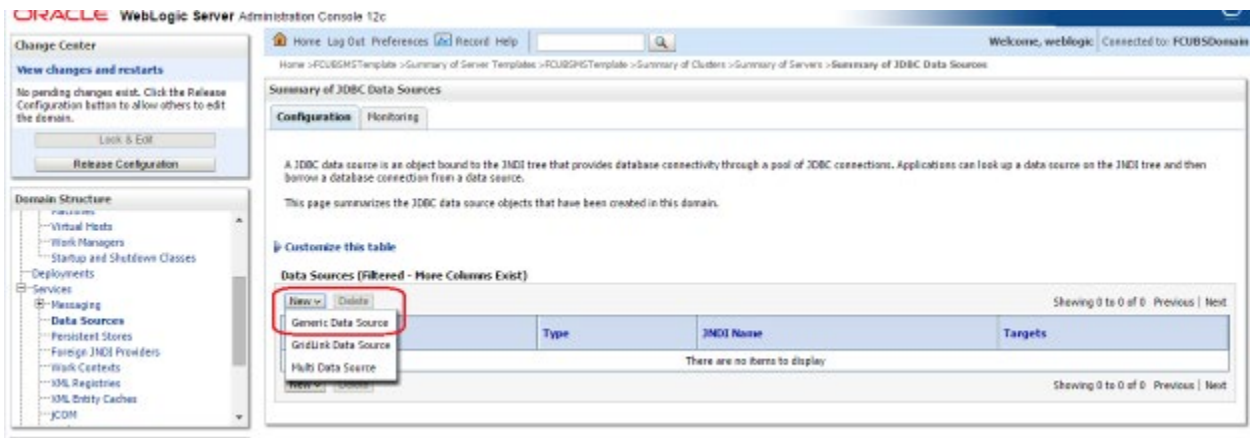 ORACLE WebLogic Server Administration Console 12c
Change Center
View changes and restarts
No pending changes exist. Click the Release
Configuration button to allow others to edit
the domain.
Lock & Edit
Release Configuration
Domain Structure
Machines
Virtual Hosts
Work Managers
Startup and Shutdown Classes
Deployments
Services
Messaging
Data Sources
Persistent Stores
Foreign JNDI Providers
Work Contexts
XML Registries
XML Entity Caches
jCOM
Home Log Out Preferences Record Help
Welcome, weblogic Connected to: FCUBSDomain
Home >FCUBSMSTemplate >Summary of Server Templates >FCUBSMSTemplate >Summary of Clusters >Summary of Servers >Summary of JDBC Data Sources
Summary of JDBC Data Sources
Configuration Monitoring
A JDBC data source is an object bound to the JNDI tree that provides database connectivity through a pool of JDBC connections. Applications can look up a data source on the JNDI tree and then
borrow a database connection from a data source.
This page summarizes the JDBC data source objects that have been created in this domain.
Customize this table
Data Sources (Filtered - More Columns Exist)
New Delete
Showing 0 to 0 of 0 Previous | Next
Generic Data Source
GridLink Data Source
Multi Data Source
Type JNDI Name Targets
There are no items to display
New Delete
Showing 0 to 0 of 0 Previous | Next